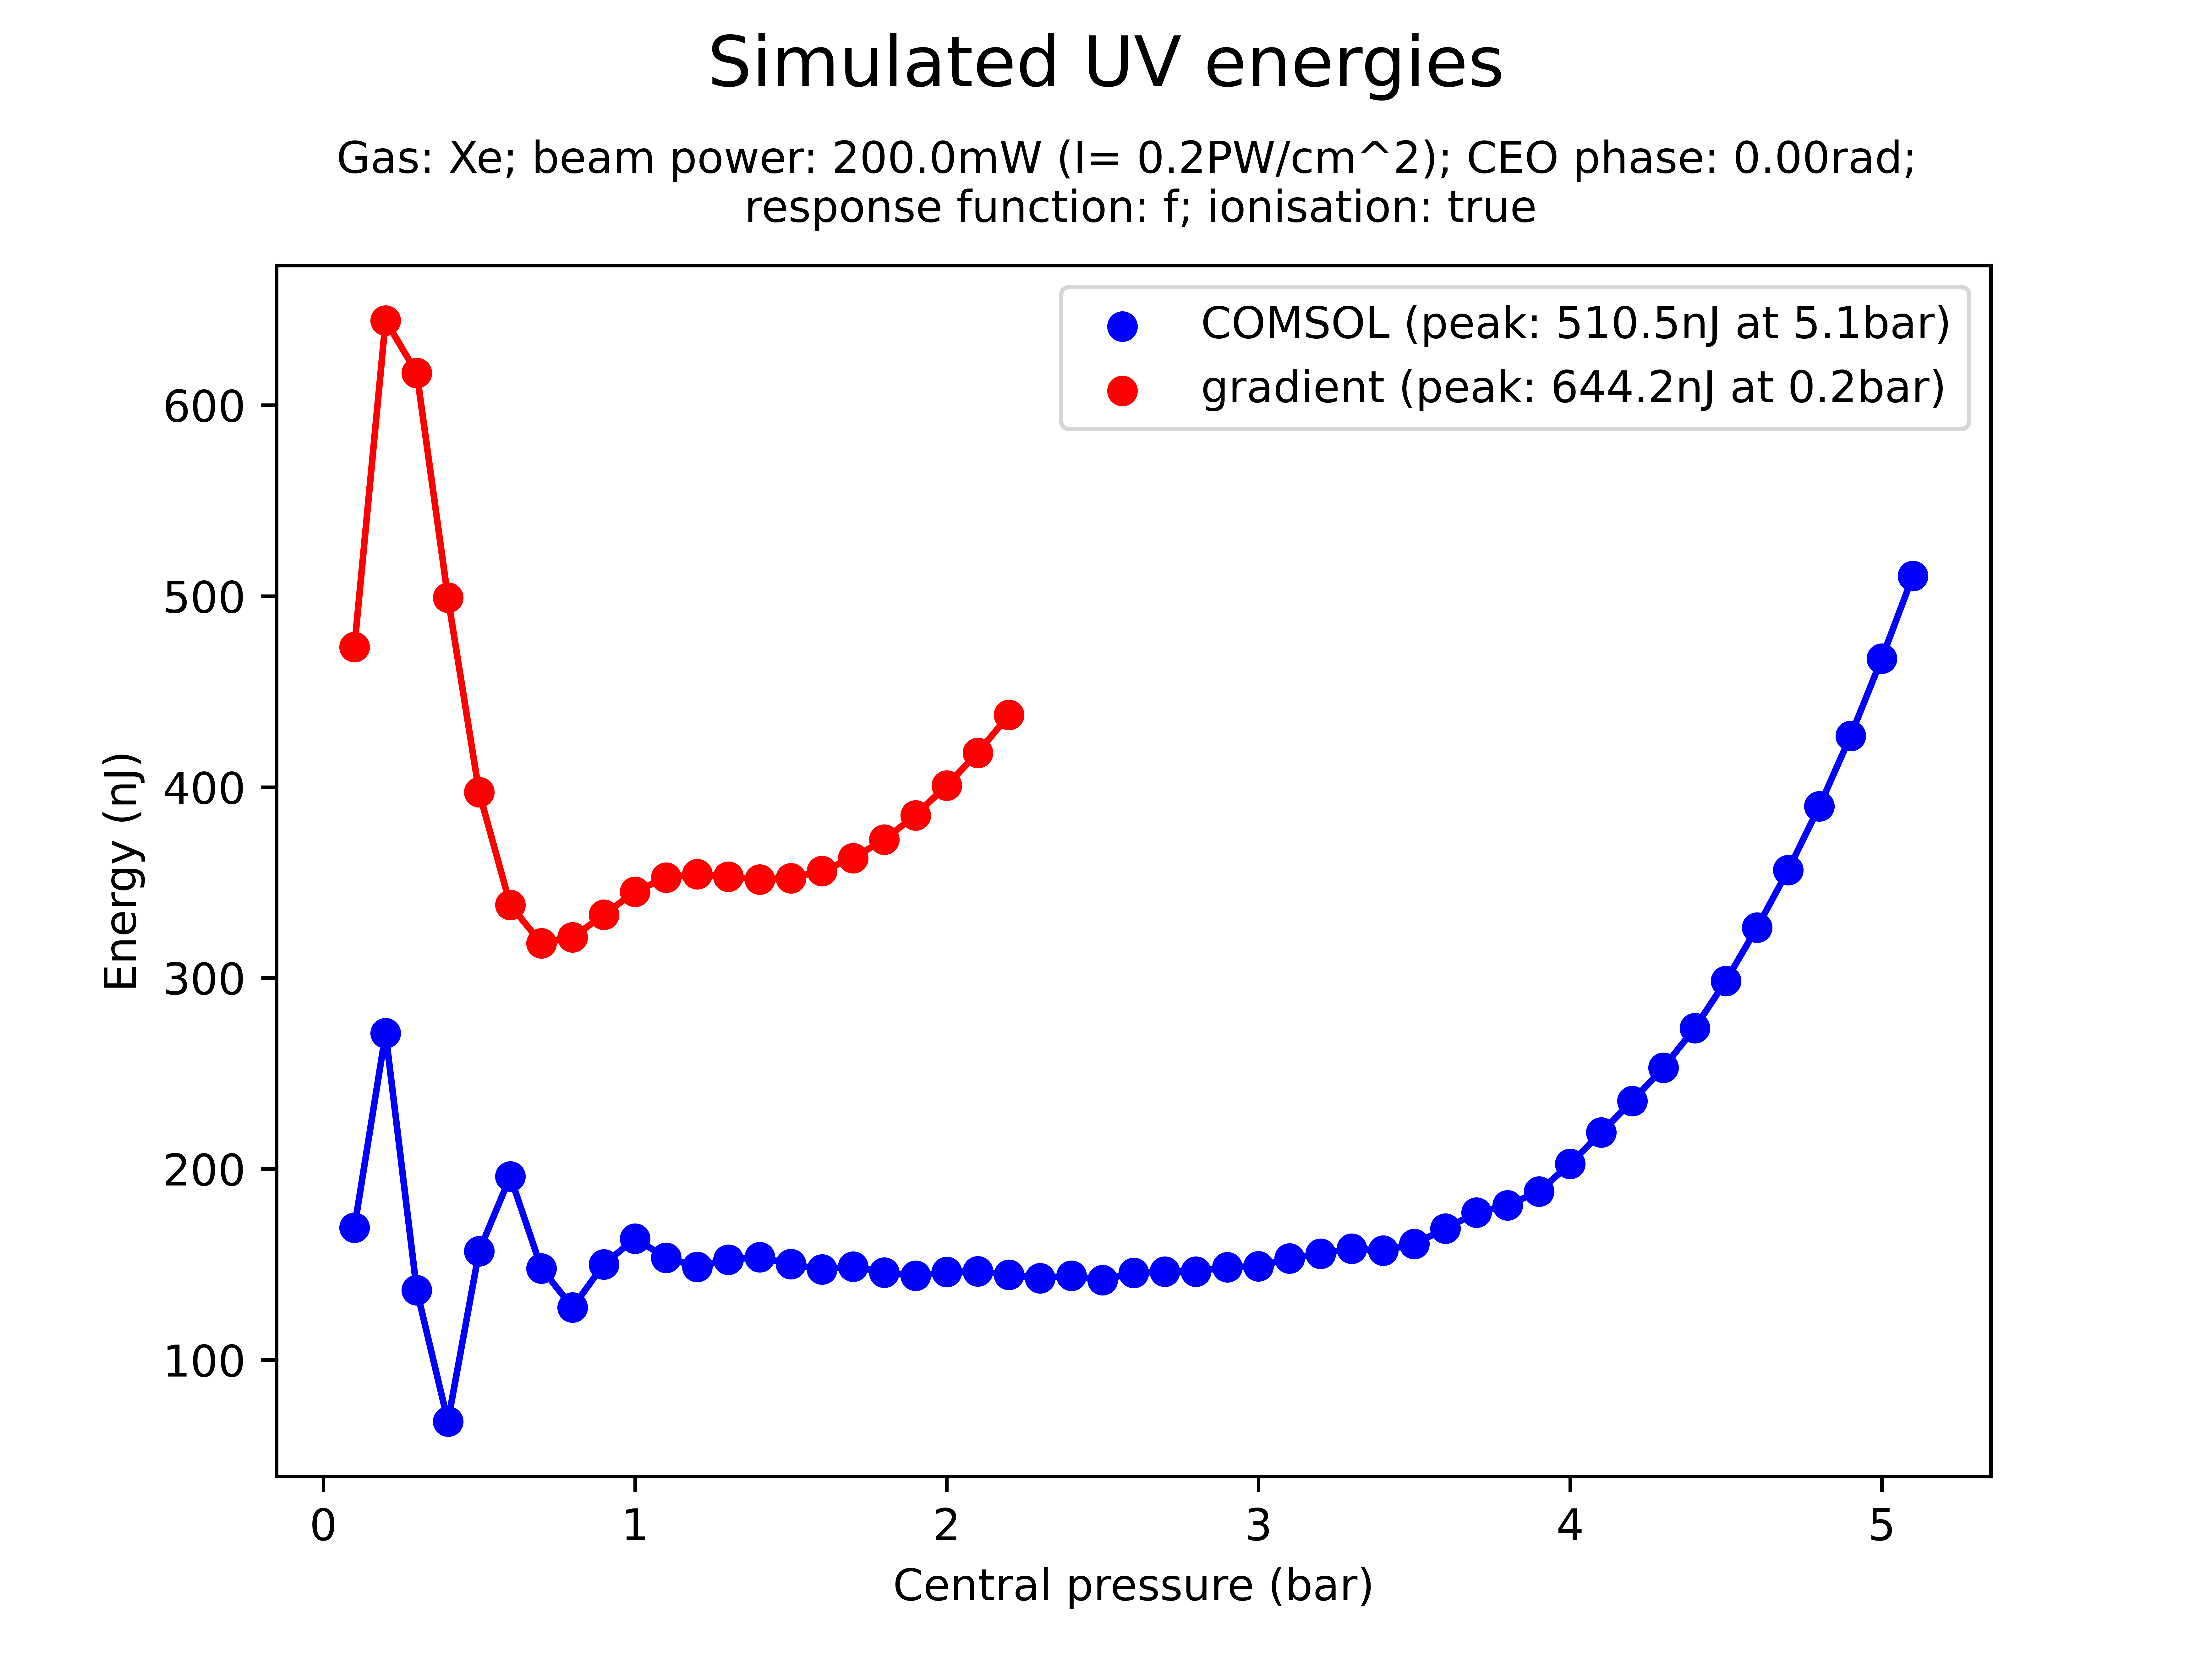 Simulated UV energies
Gas: Xe; beam power: 200.0mW (I= 0.2PW/cm^2); CEO phase: 0.00rad;
response function: f; ionisation: true
COMSOL (peak: 510.5nJ at 5.1bar)
gradient (peak: 644.2nJ at 0.2bar)
Energy (nJ)
600
500
400
300
200
100
0 1 2 3 4 5
Central pressure (bar)